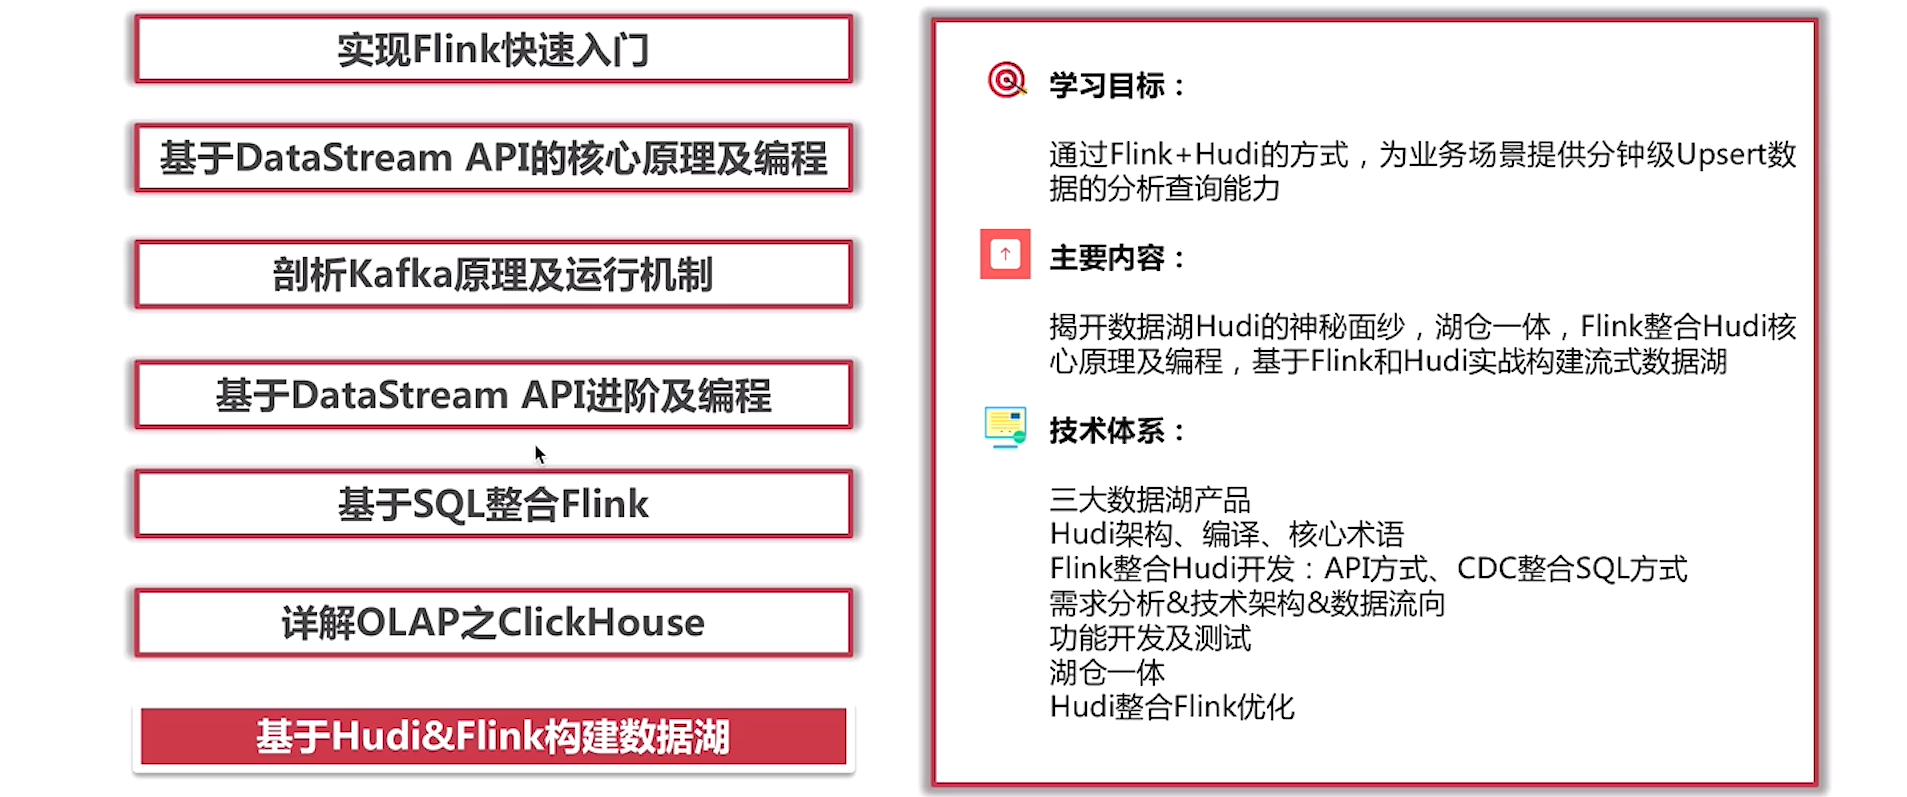 实现Flink快速入门
基于DataStream API的核心原理及编程
剖析Kafka原理及运行机制
基于DataStream API进阶及编程
基于SQL整合Flink
详解OLAP之ClickHouse
基于Hudi&Flink构建数据湖
学习目标：
通过Flink+Hudi的方式，为业务场景提供分钟级Upsert数
据的分析查询能力
主要内容：
揭开数据湖Hudi的神秘面纱，湖仓一体，Flink整合Hudi核
心原理及编程，基于Flink和Hudi实战构建流式数据湖
技术体系：
三大数据湖产品
Hudi架构、编译、核心术语
Flink整合Hudi开发：API方式、CDC整合SQL方式
需求分析&技术架构&数据流向
功能开发及测试
湖仓一体
Hudi整合Flink优化